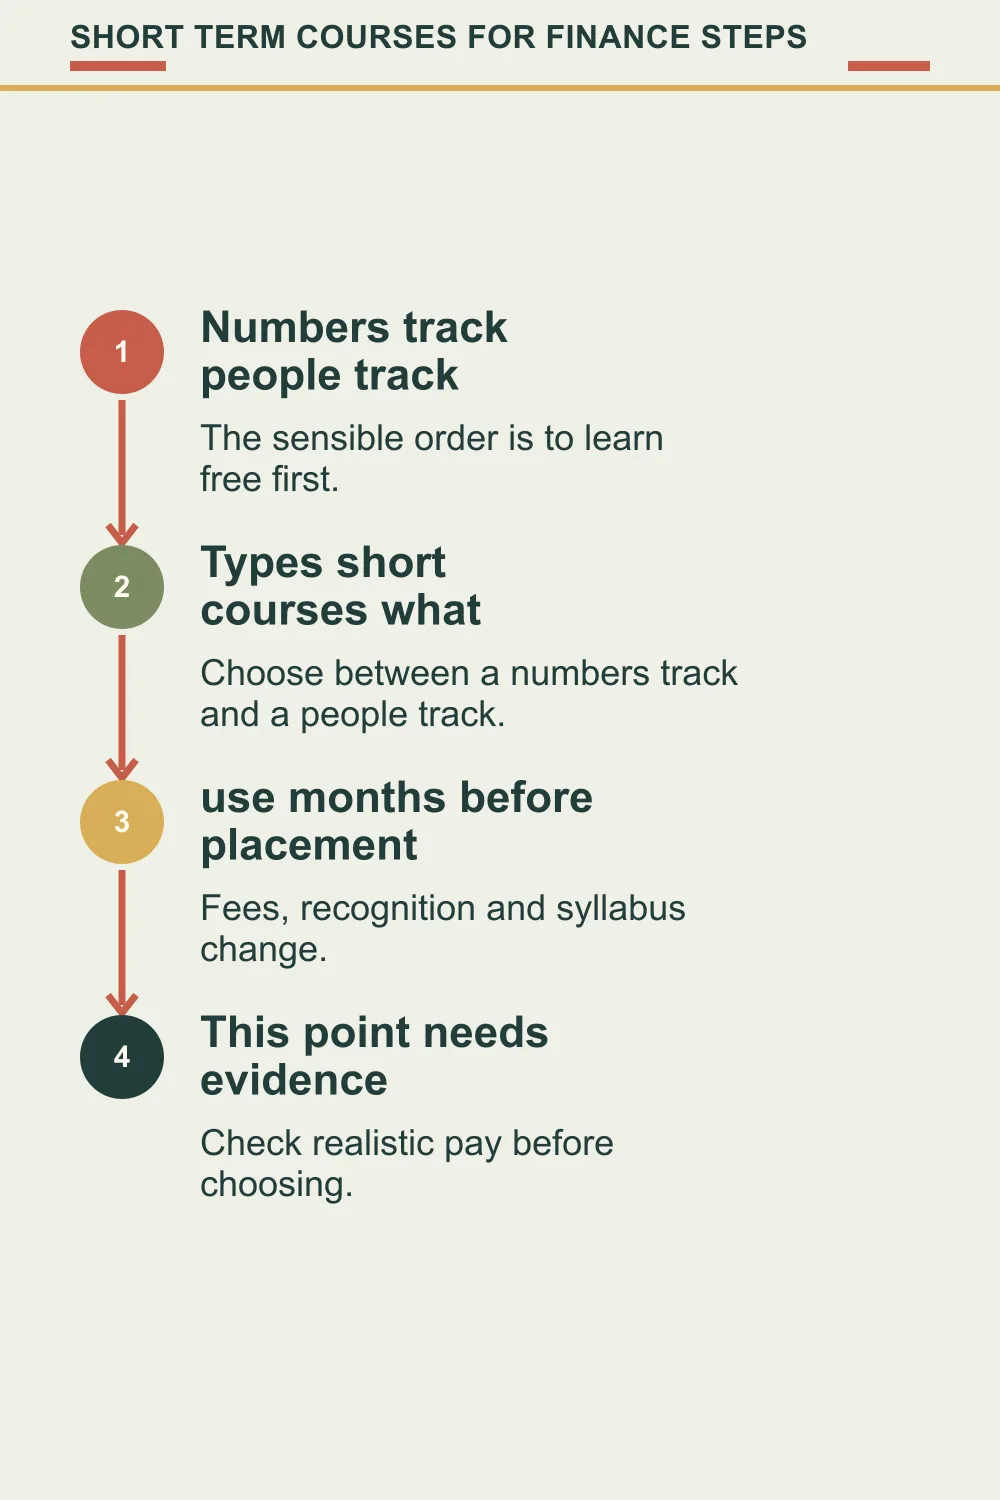 SHORT TERM COURSES FOR FINANCE STEPS
1
Numbers track
people track
The sensible order is to learn
free first.
2
Types short
courses what
Choose between a numbers track
and a people track.
3
use months before
placement
Fees, recognition and syllabus
change.
4
This point needs
evidence
Check realistic pay before
choosing.